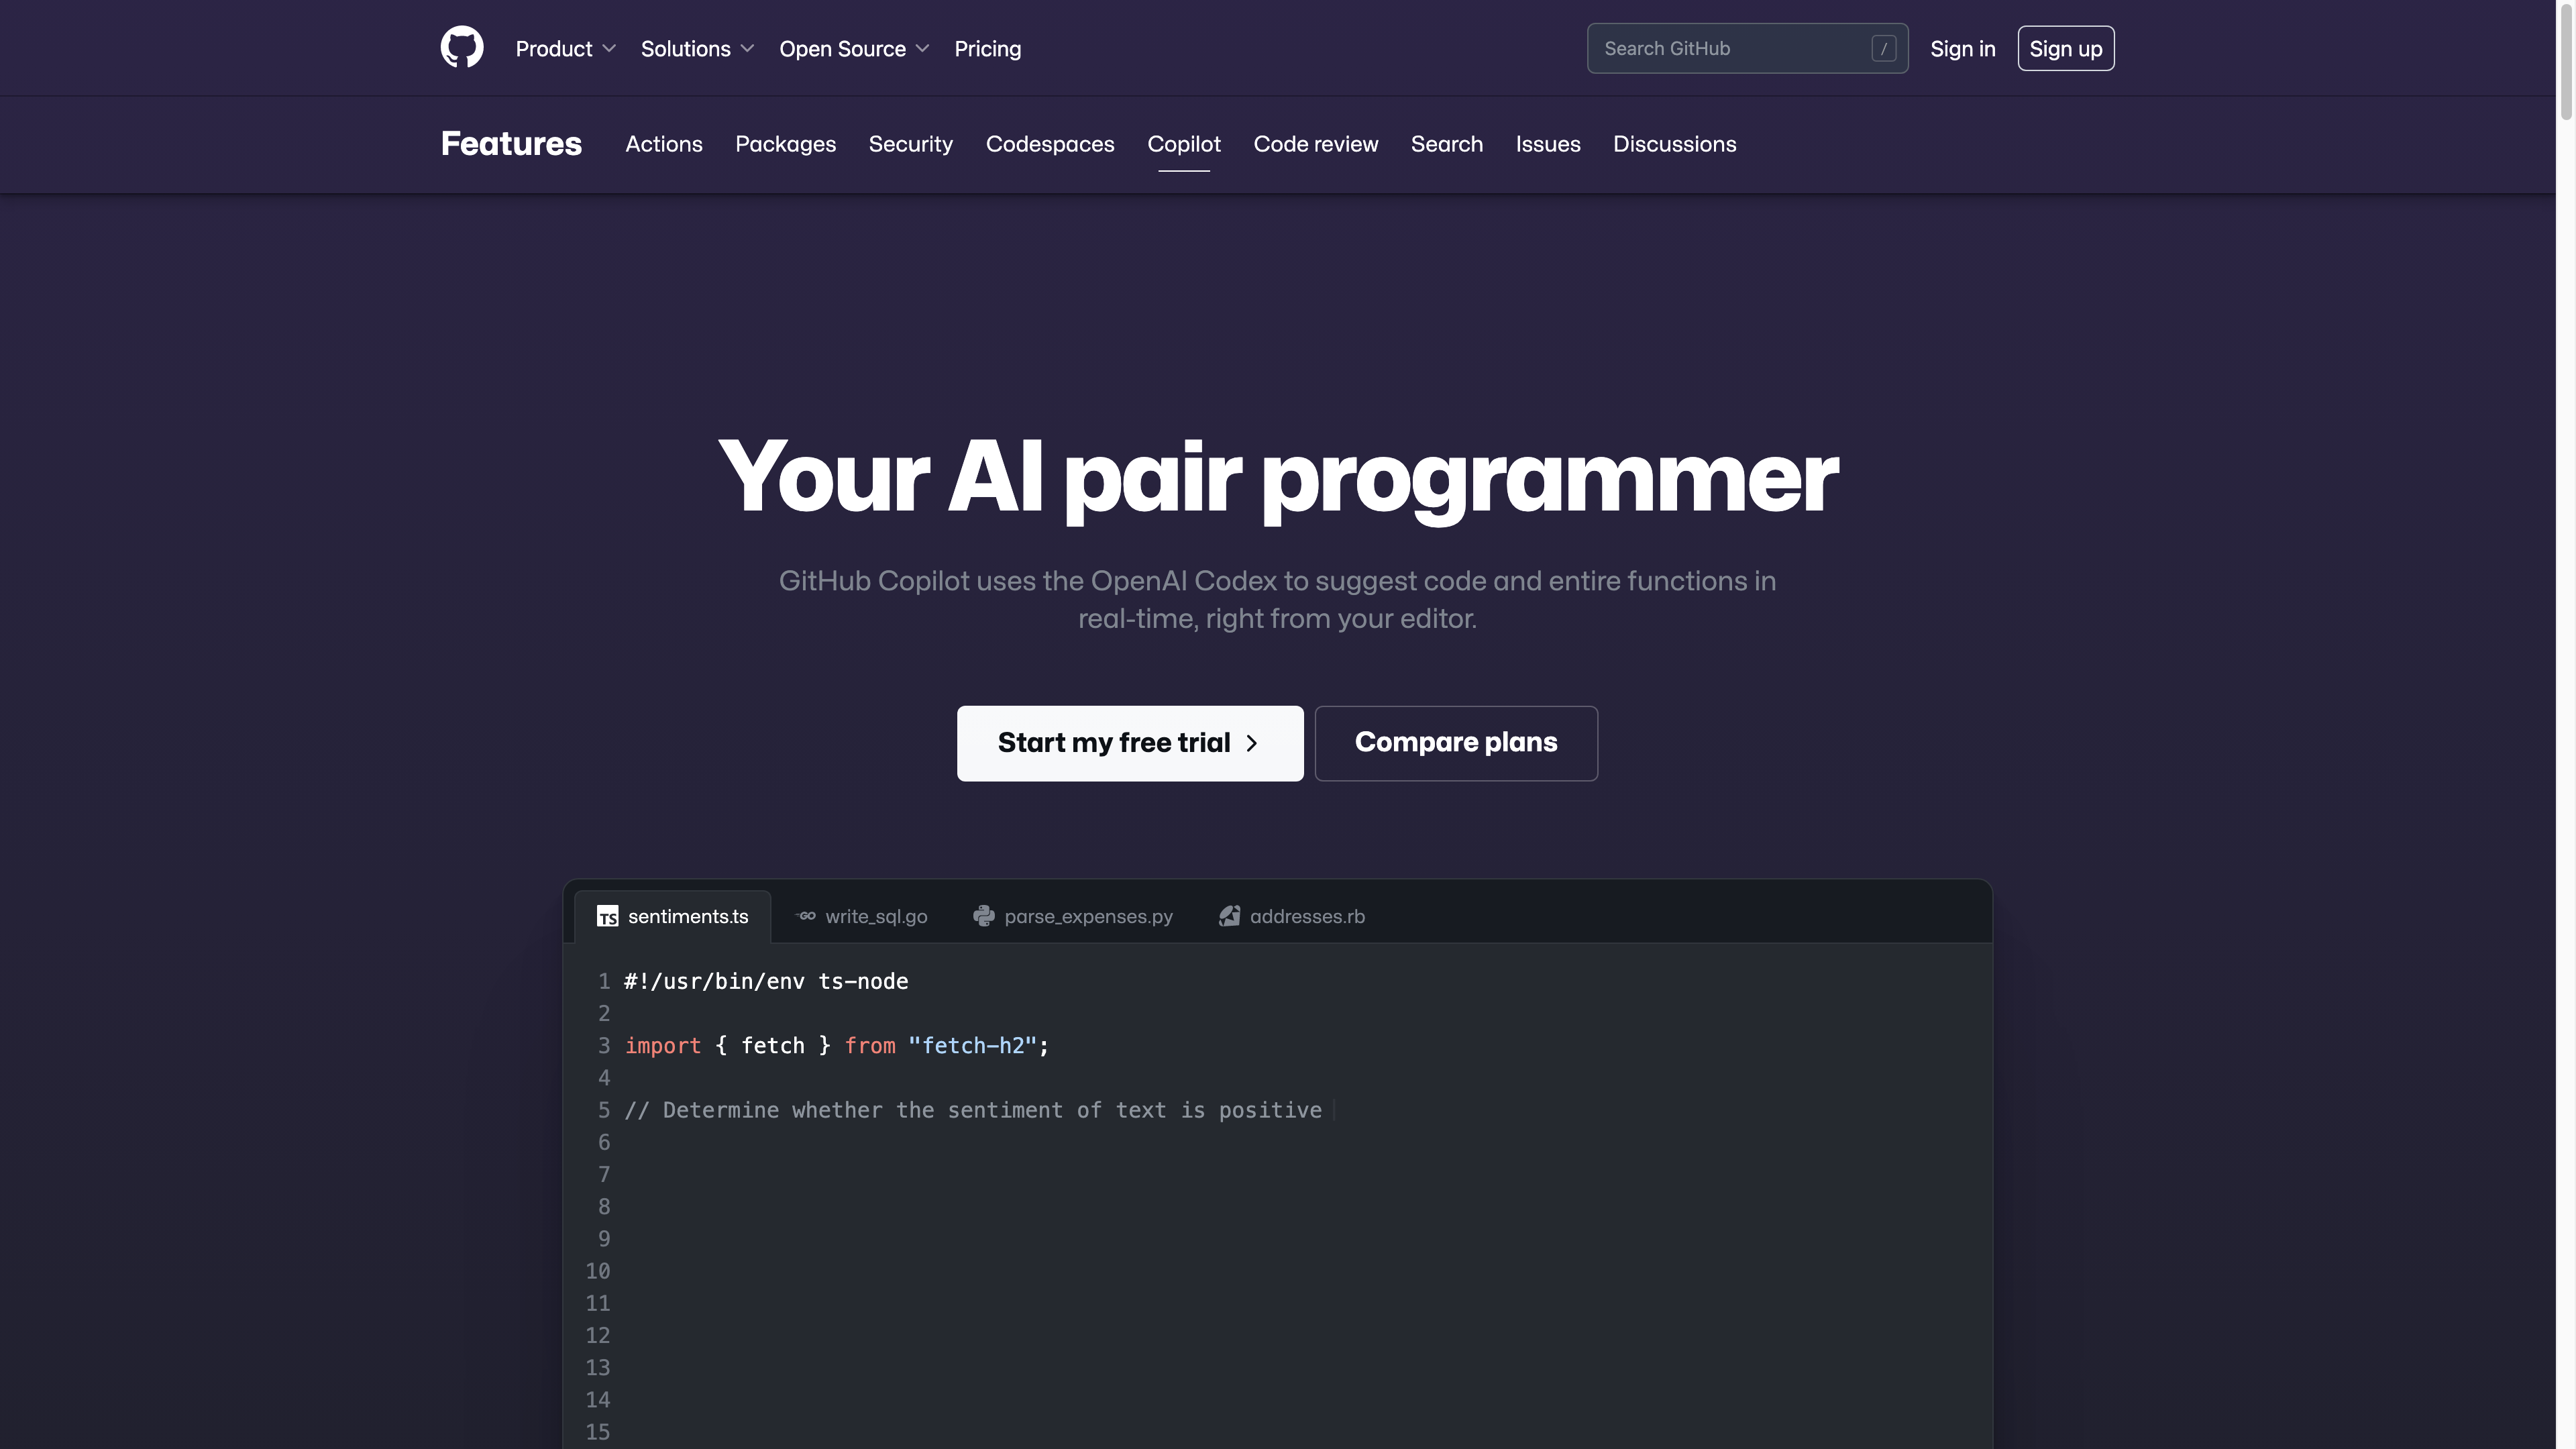 Product Solutions Open Source Pricing Search GitHub / Sign in Sign up
Features Actions Packages Security Codespaces Copilot Code review Search Issues Discussions
Your AI pair programmer
GitHub Copilot uses the OpenAI Codex to suggest code and entire functions in
real-time, right from your editor.
Start my free trial Compare plans
TS sentiments.ts GO write_sql.go parse_expenses.py addresses.rb
1 #!/usr/bin/env ts-node
2
3 import { fetch } from "fetch-h2";
4
5 // Determine whether the sentiment of text is positive
6
7
8
9
10
11
12
13
14
15